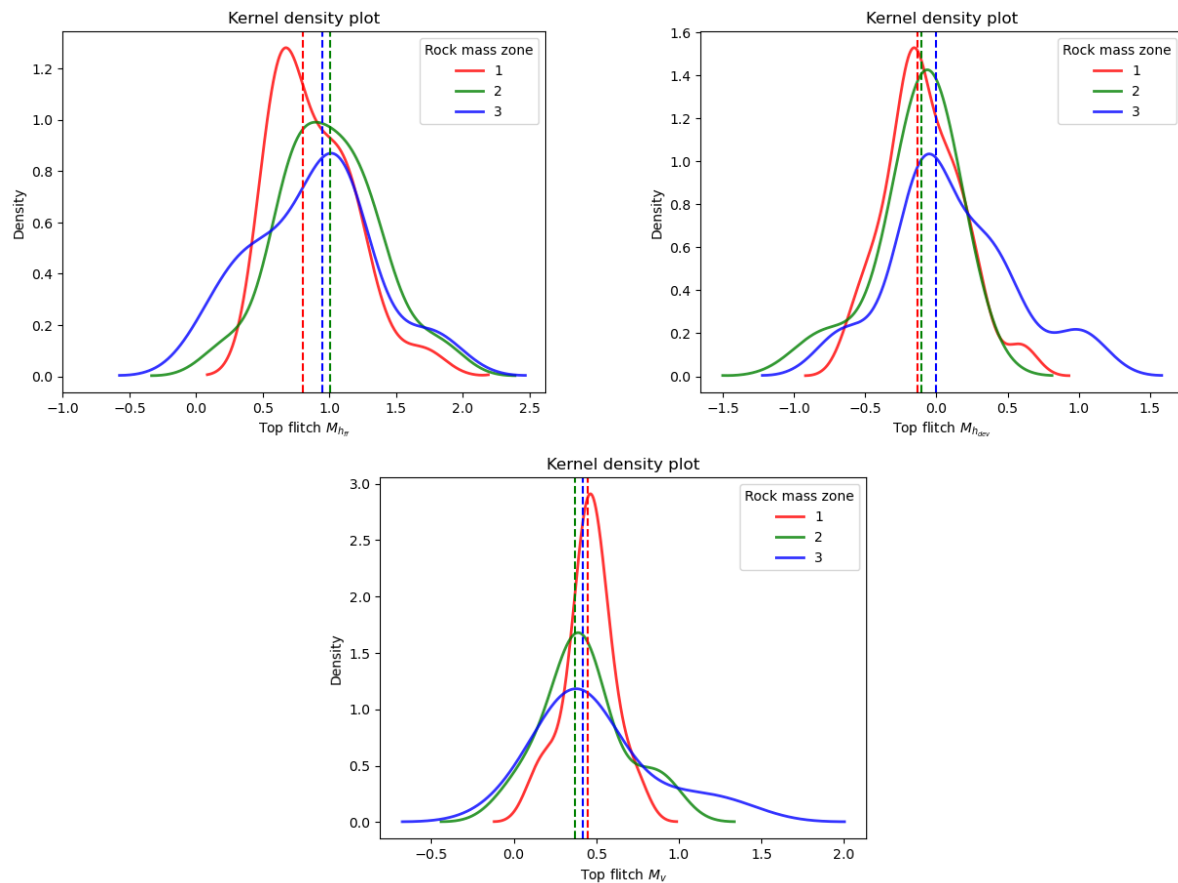 Kernel density plot
Rock mass zone
1
2
3
Density
0.0
0.2
0.4
0.6
0.8
1.0
1.2
-1.0 -0.5 0.0 0.5 1.0 1.5 2.0 2.5
Top flitch M_{h_{ff}}
Kernel density plot
Rock mass zone
1
2
3
Density
0.0
0.2
0.4
0.6
0.8
1.0
1.2
1.4
1.6
−1.5 −1.0 −0.5 0.0 0.5 1.0 1.5
Top flitch M_{h_{dev}}
Kernel density plot
Rock mass zone
1
2
3
Density
0.0
0.5
1.0
1.5
2.0
2.5
3.0
−0.5 0.0 0.5 1.0 1.5 2.0
Top flitch M_V